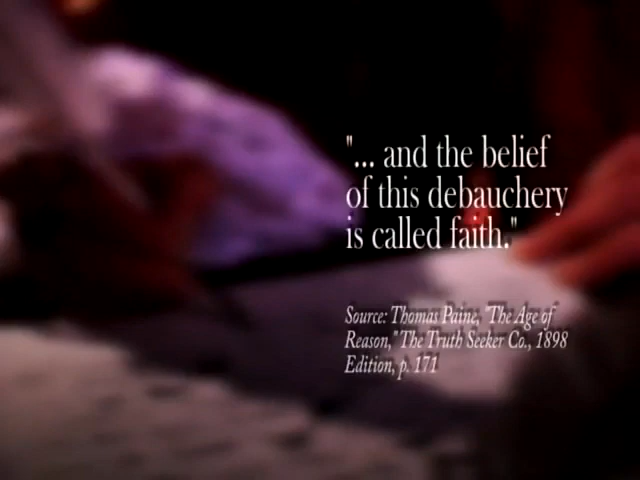 "... and the belief
of this debauchery
is called faith."
Source: Thomas Paine, "The Age of
Reason," The Truth Seeker Co., 1898
Edition, p. 171